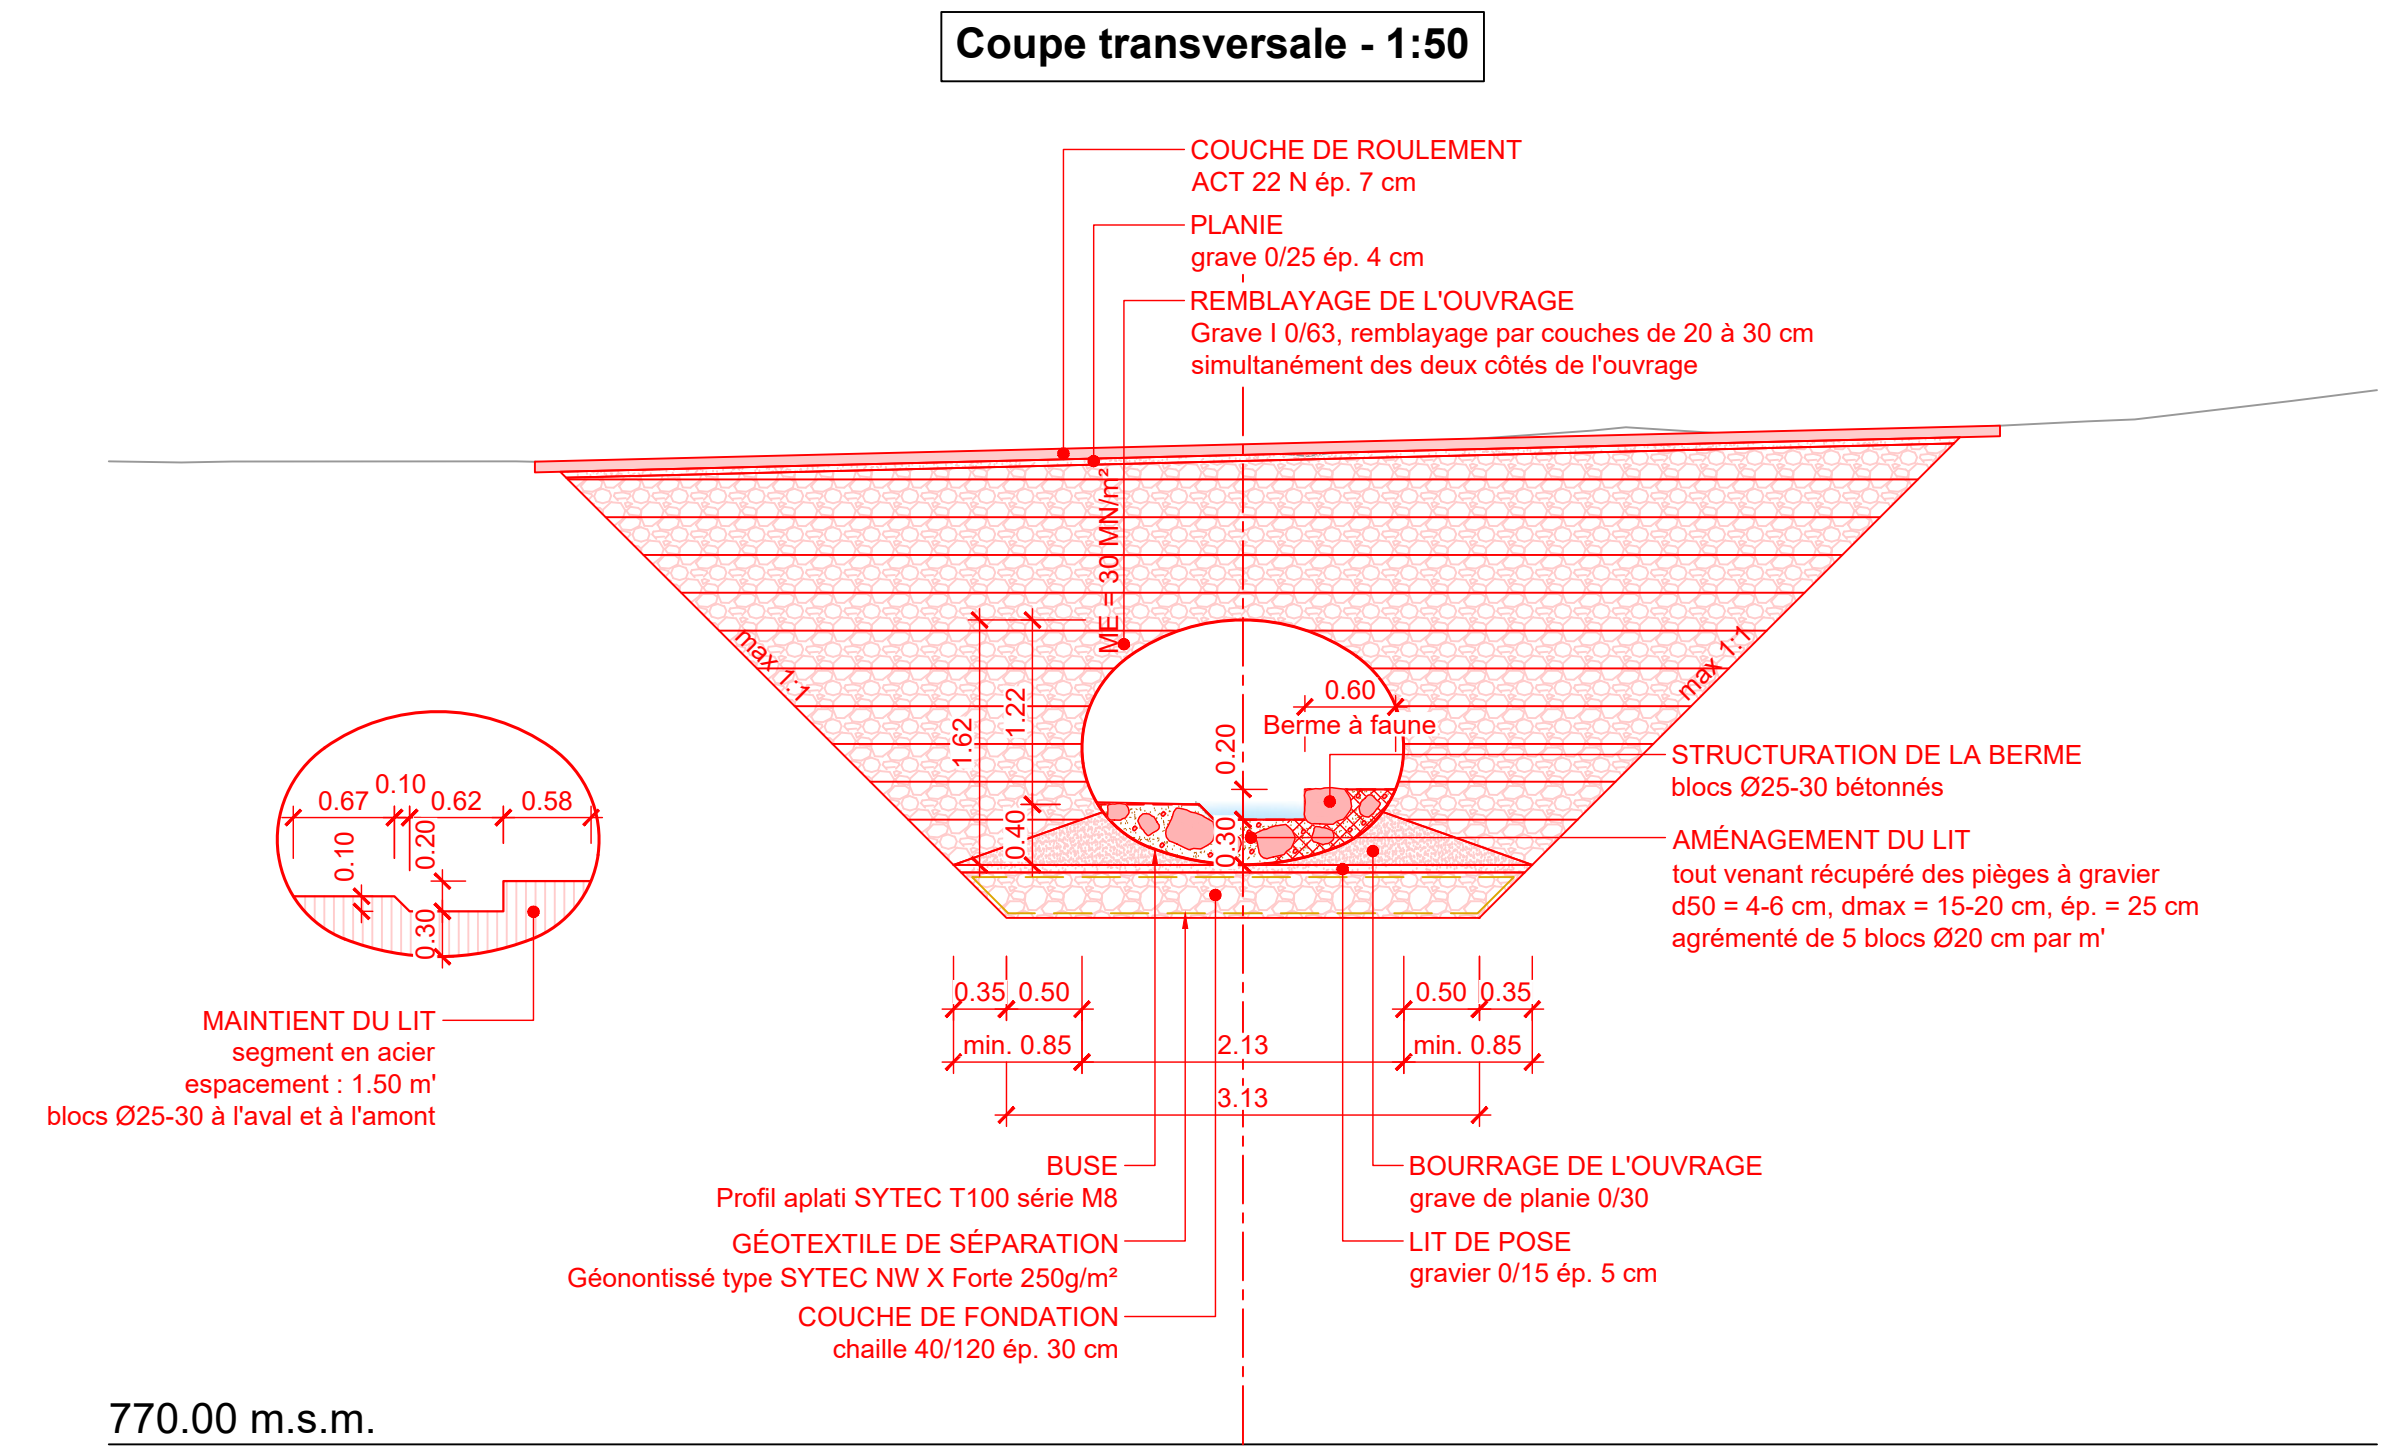 Coupe transversale - 1:50
COUCHE DE ROULEMENT
ACT 22 N ép. 7 cm
PLANIE
grave 0/25 ép. 4 cm
REMBLAYAGE DE L'OUVRAGE
Grave I 0/63, remblayage par couches de 20 à 30 cm
simultanément des deux côtés de l'ouvrage
ME = 30 MN/m²
max 1:1
max 1:1
1.62
1.22
0.40
0.20
0.30
0.60
Berme à faune
STRUCTURATION DE LA BERME
blocs Ø25-30 bétonnés
AMÉNAGEMENT DU LIT
tout venant récupéré des pièges à gravier
d50 = 4-6 cm, dmax = 15-20 cm, ép. = 25 cm
agrémenté de 5 blocs Ø20 cm par m'
0.67
0.10
0.62
0.58
0.10
0.20
0.30
MAINTIENT DU LIT
segment en acier
espacement : 1.50 m'
blocs Ø25-30 à l'aval et à l'amont
0.35
0.50
0.50
0.35
min. 0.85
2.13
min. 0.85
3.13
BUSE
Profil aplati SYTEC T100 série M8
GÉOTEXTILE DE SÉPARATION
Géonontissé type SYTEC NW X Forte 250g/m²
COUCHE DE FONDATION
chaille 40/120 ép. 30 cm
BOURRAGE DE L'OUVRAGE
grave de planie 0/30
LIT DE POSE
gravier 0/15 ép. 5 cm
770.00 m.s.m.